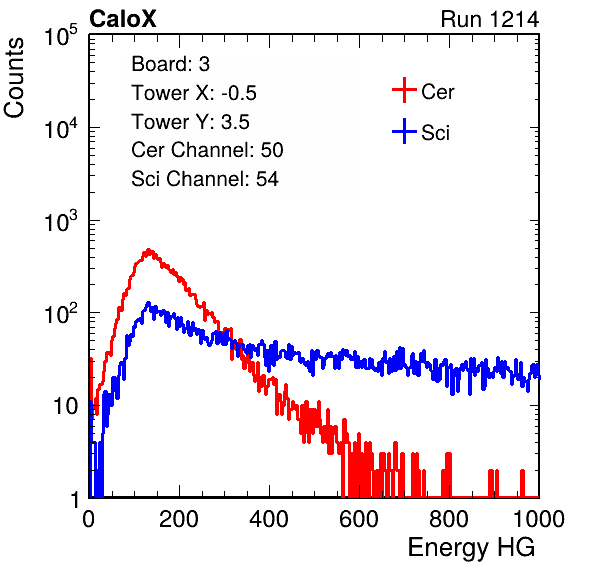 CaloX Run 1214
Counts
Board: 3
Tower X: -0.5
Tower Y: 3.5
Cer Channel: 50
Sci Channel: 54
Cer
Sci
10^5
10^4
10^3
10^2
10
1
0 200 400 600 800 1000
Energy HG